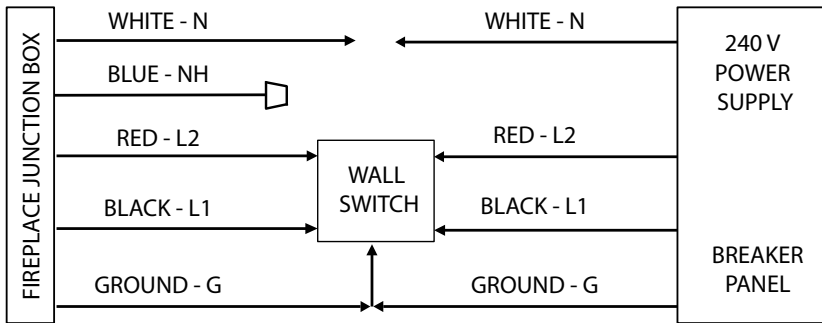 FIREPLACE JUNCTION BOX
WHITE - N
WHITE - N
240 V
POWER
SUPPLY
BLUE - NH
RED - L2
RED - L2
WALL
SWITCH
BLACK - L1
BLACK - L1
GROUND - G
GROUND - G
BREAKER
PANEL